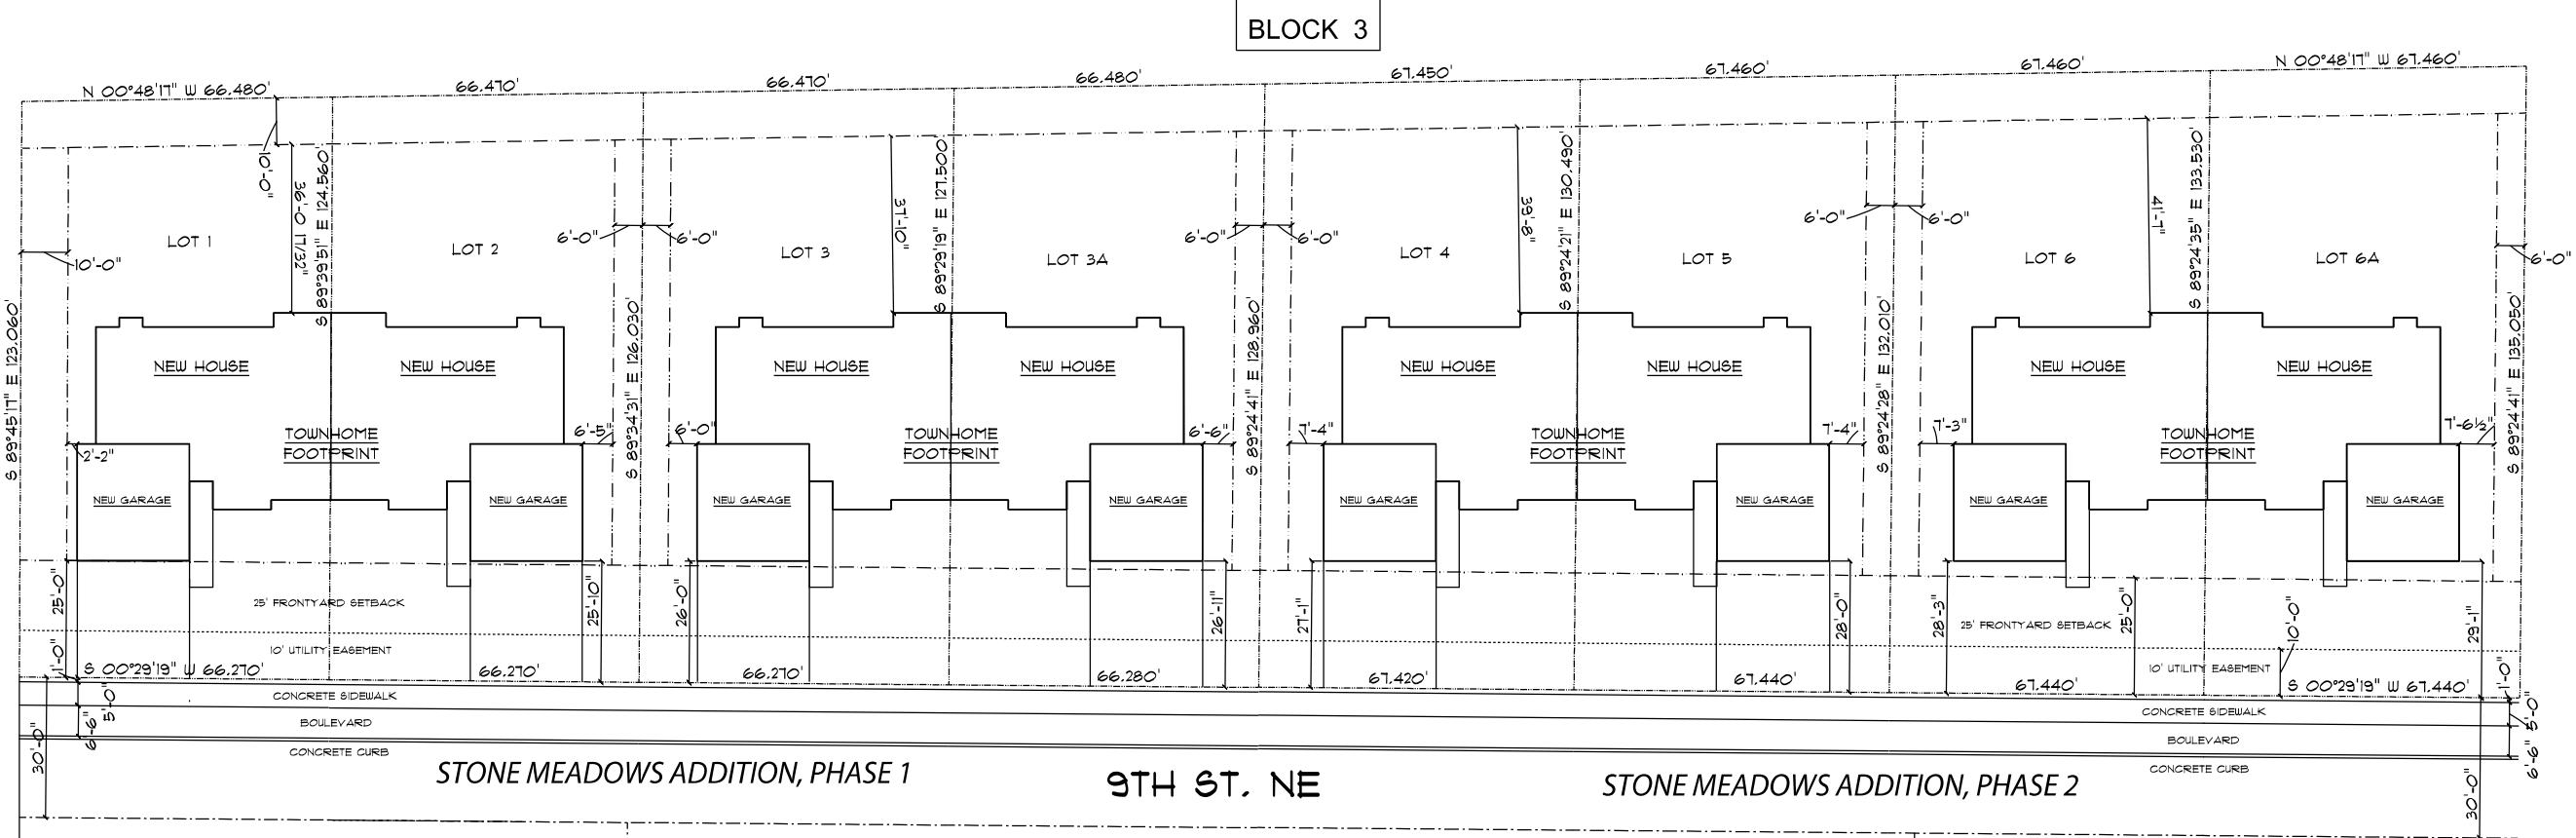 BLOCK 3
N 00°48'17" W 66.480'
66.470'
66.470'
66.480'
67.450'
67.460'
67.460'
N 00°48'17" W 67.460'
10'-0"
36'-0 17/32"
S 89°39'51" E 124.560'
37'-10"
S 89°29'19" E 127.500'
39'-8"
S 89°24'21" E 130.490'
41'-7"
S 89°24'35" E 133.530'
LOT 1
LOT 2
LOT 3
LOT 3A
LOT 4
LOT 5
LOT 6
LOT 6A
10'-0"
6'-0"
6'-0"
6'-0"
6'-0"
6'-0"
6'-0"
6'-0"
S 89°45'17" E 123.060'
S 89°34'31" E 126.030'
S 89°24'41" E 128.960'
S 89°24'28" E 132.010'
S 89°24'41" E 135.050'
NEW HOUSE
NEW HOUSE
NEW HOUSE
NEW HOUSE
NEW HOUSE
NEW HOUSE
NEW HOUSE
NEW HOUSE
TOWNHOME
FOOTPRINT
TOWNHOME
FOOTPRINT
TOWNHOME
FOOTPRINT
TOWNHOME
FOOTPRINT
2'-2"
6'-5"
6'-0"
6'-6"
7'-4"
7'-4"
7'-3"
7'-6½"
NEW GARAGE
NEW GARAGE
NEW GARAGE
NEW GARAGE
NEW GARAGE
NEW GARAGE
NEW GARAGE
NEW GARAGE
25'-0"
25'-10"
26'-0"
26'-11"
27'-1"
28'-0"
28'-3"
25'-0"
10'-0"
29'-1"
25' FRONTYARD SETBACK
25' FRONTYARD SETBACK
10' UTILITY EASEMENT
10' UTILITY EASEMENT
1'-0"
S 00°29'19" W 66.270'
66.270'
66.270'
66.280'
67.420'
67.440'
67.440'
S 00°29'19" W 67.440'
1'-0"
CONCRETE SIDEWALK
CONCRETE SIDEWALK
5'-0"
5'-0"
BOULEVARD
BOULEVARD
6'-6"
6'-6"
CONCRETE CURB
CONCRETE CURB
30'-0"
30'-0"
STONE MEADOWS ADDITION, PHASE 1
9TH ST. NE
STONE MEADOWS ADDITION, PHASE 2